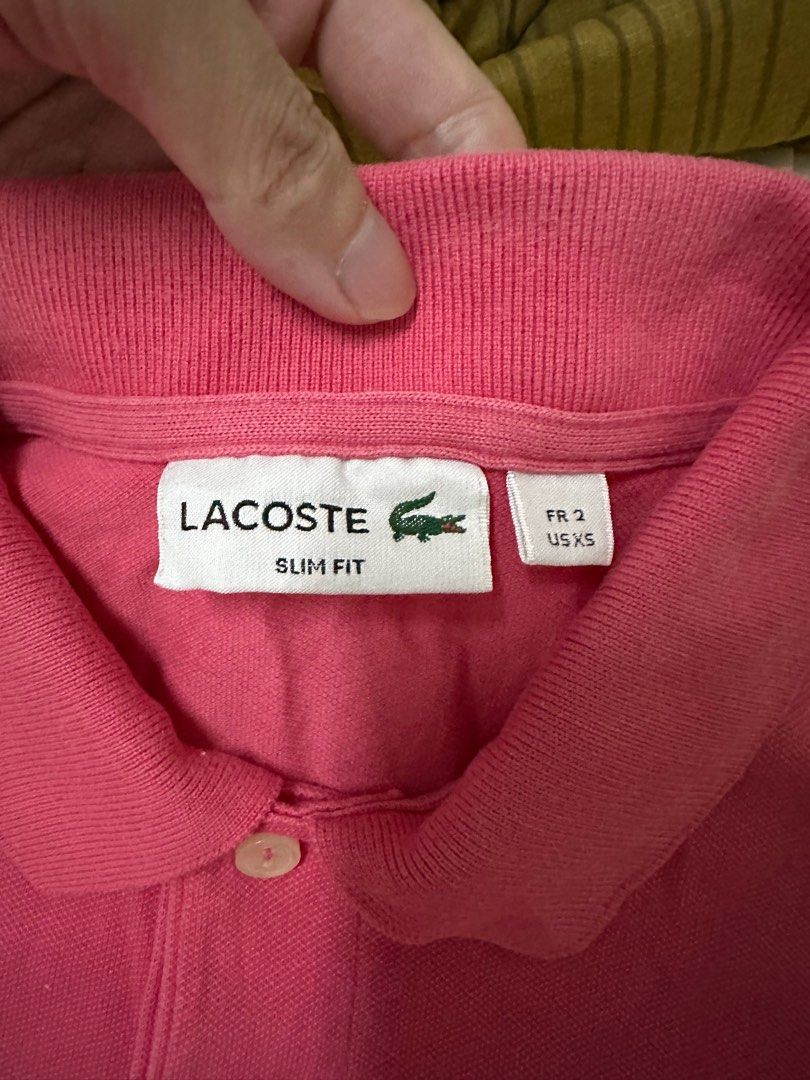 LACOSTE
SLIM FIT
FR 2
US XS